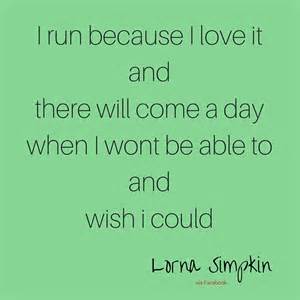 I run because I love it
and
there will come a day
when I wont be able to
and
wish i could
Lorna Simpkin
via Facebook